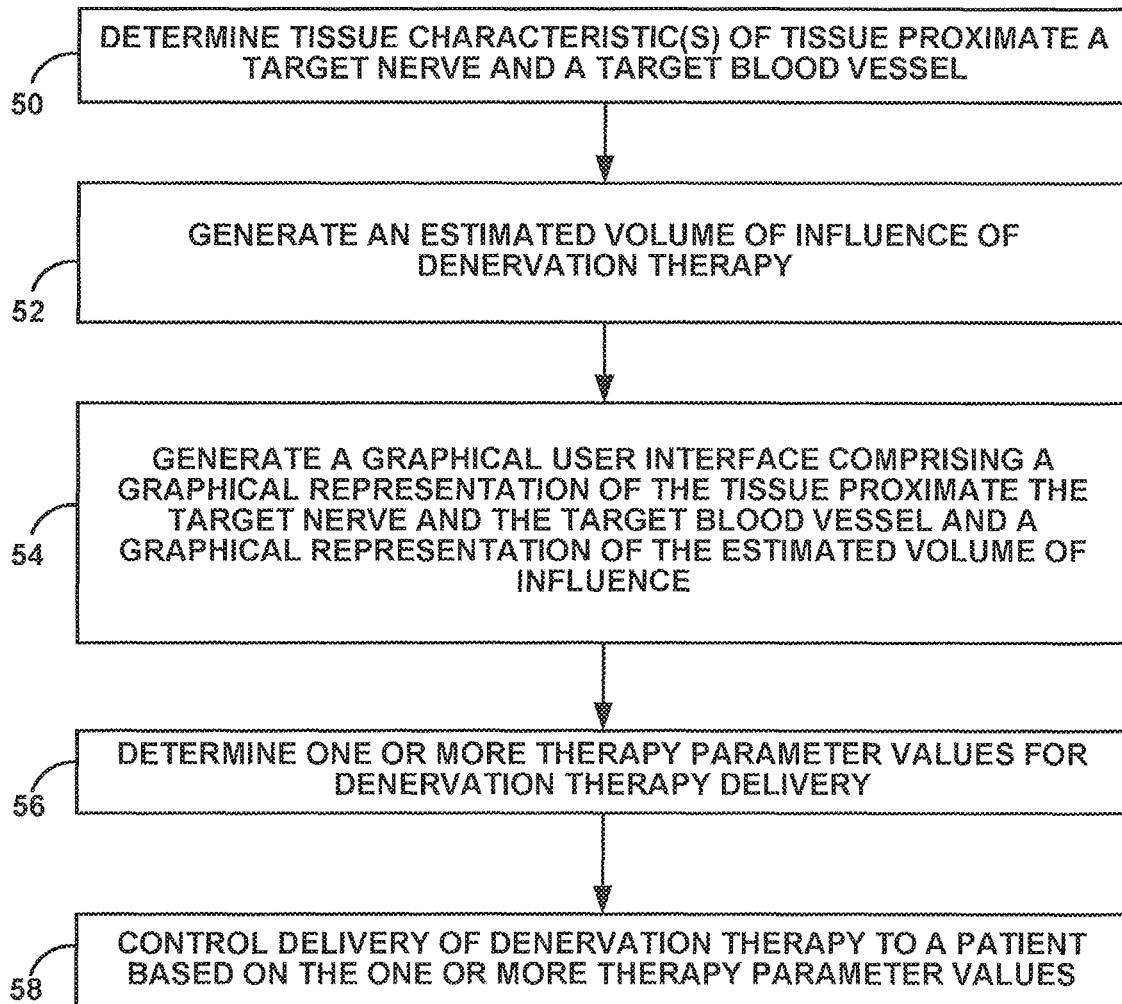 DETERMINE TISSUE CHARACTERISTIC(S) OF TISSUE PROXIMATE A
TARGET NERVE AND A TARGET BLOOD VESSEL
50
GENERATE AN ESTIMATED VOLUME OF INFLUENCE OF
DENERVATION THERAPY
52
GENERATE A GRAPHICAL USER INTERFACE COMPRISING A
GRAPHICAL REPRESENTATION OF THE TISSUE PROXIMATE THE
TARGET NERVE AND THE TARGET BLOOD VESSEL AND A
GRAPHICAL REPRESENTATION OF THE ESTIMATED VOLUME OF
INFLUENCE
54
DETERMINE ONE OR MORE THERAPY PARAMETER VALUES FOR
DENERVATION THERAPY DELIVERY
56
CONTROL DELIVERY OF DENERVATION THERAPY TO A PATIENT
BASED ON THE ONE OR MORE THERAPY PARAMETER VALUES
58